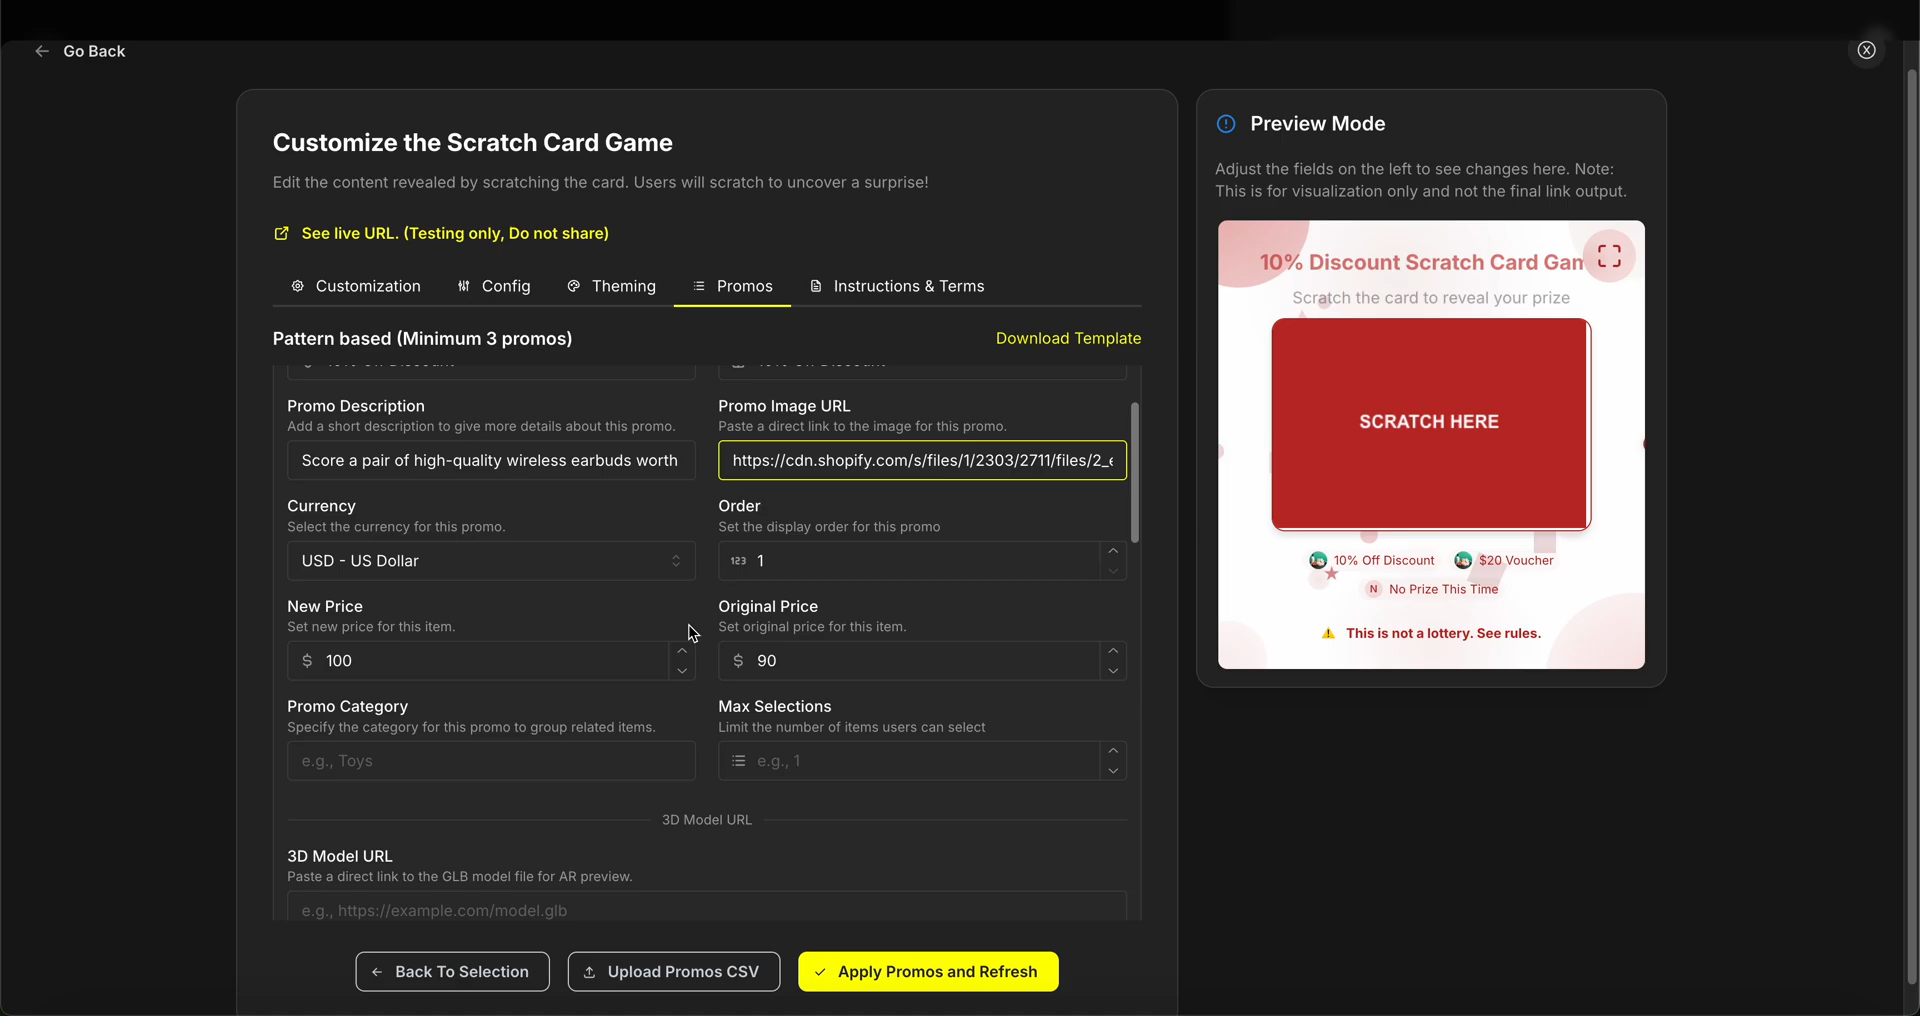 Go Back
Customize the Scratch Card Game
Edit the content revealed by scratching the card. Users will scratch to uncover a surprise!
See live URL. (Testing only, Do not share)
Customization
Config
Theming
Promos
Instructions & Terms
Pattern based (Minimum 3 promos)
Download Template
Promo Description
Add a short description to give more details about this promo.
Score a pair of high-quality wireless earbuds worth
Promo Image URL
Paste a direct link to the image for this promo.
https://cdn.shopify.com/s/files/1/2303/2711/files/2_e
Currency
Select the currency for this promo.
USD - US Dollar
Order
Set the display order for this promo
123 1
New Price
Set new price for this item.
$ 100
Original Price
Set original price for this item.
$ 90
Promo Category
Specify the category for this promo to group related items.
e.g., Toys
Max Selections
Limit the number of items users can select
e.g., 1
3D Model URL
3D Model URL
Paste a direct link to the GLB model file for AR preview.
e.g., https://example.com/model.glb
Back To Selection
Upload Promos CSV
Apply Promos and Refresh
Preview Mode
Adjust the fields on the left to see changes here. Note:
This is for visualization only and not the final link output.
10% Discount Scratch Card Gam
Scratch the card to reveal your prize
SCRATCH HERE
10% Off Discount
$20 Voucher
N No Prize This Time
This is not a lottery. See rules.